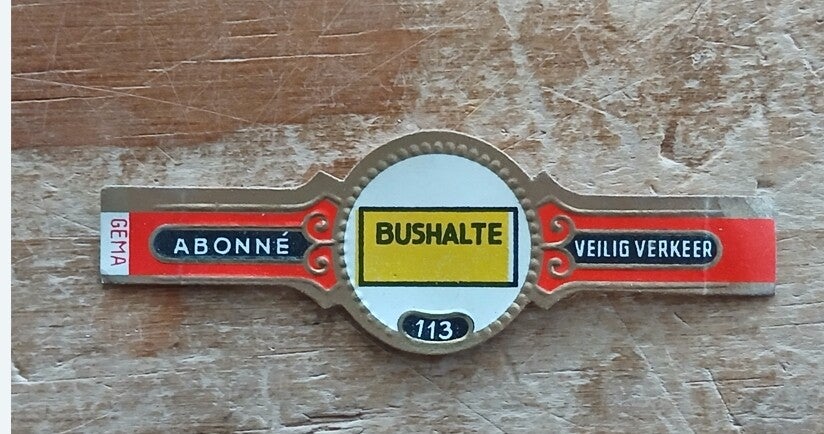 GEMA
ABONNÉ
BUSHALTE
113
VEILIG VERKEER